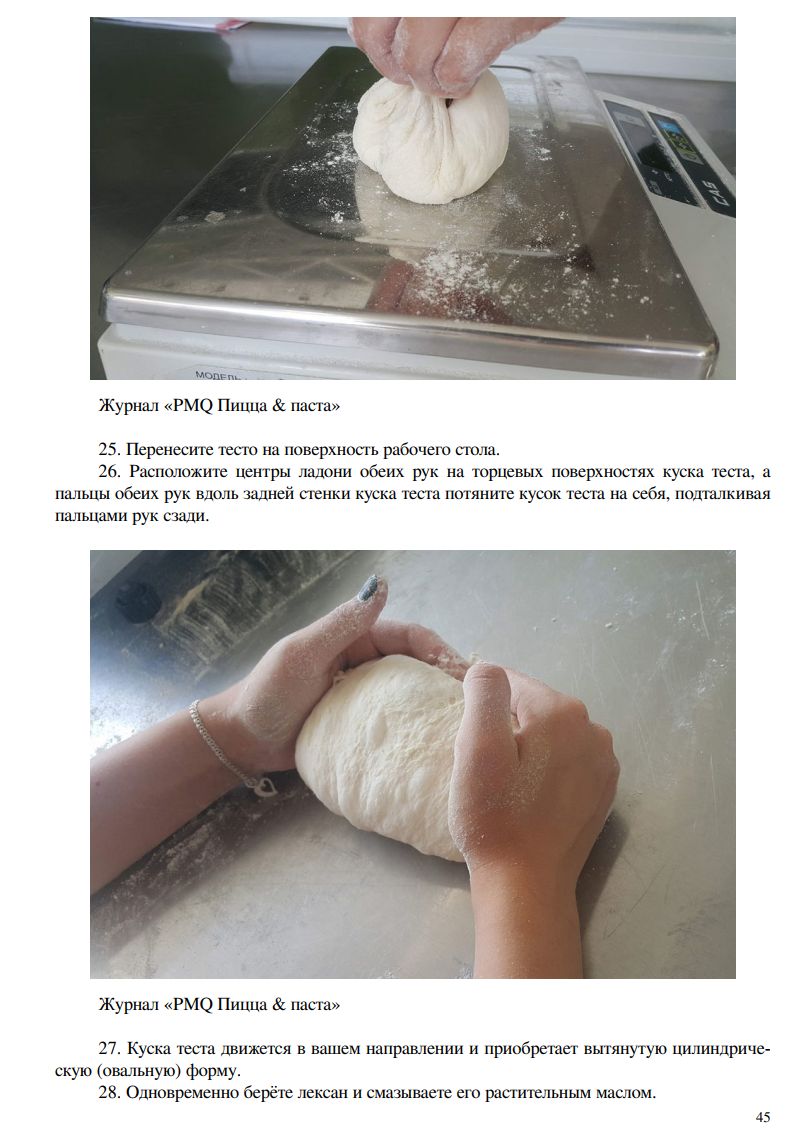 CAS
МОДЕЛЬ
Журнал «PMQ Пицца & паста»
25. Перенесите тесто на поверхность рабочего стола.
26. Расположите центры ладони обеих рук на торцевых поверхностях куска теста, а
пальцы обеих рук вдоль задней стенки куска теста потяните кусок теста на себя, подталкивая
пальцами рук сзади.
Журнал «PMQ Пицца & паста»
27. Куска теста движется в вашем направлении и приобретает вытянутую цилиндриче-
скую (овальную) форму.
28. Одновременно берёте лексан и смазываете его растительным маслом.
45